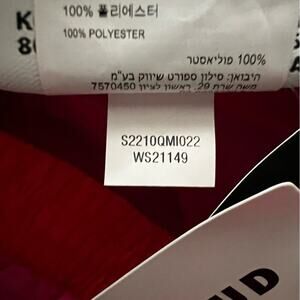 100% 폴리에스터
100% POLYESTER
100% פוליאסטר
היבואן: סילון ספורט שיווק בע"מ
משה שרת 29, ראשון לציון 7570450
S2210QMI022
WS21149